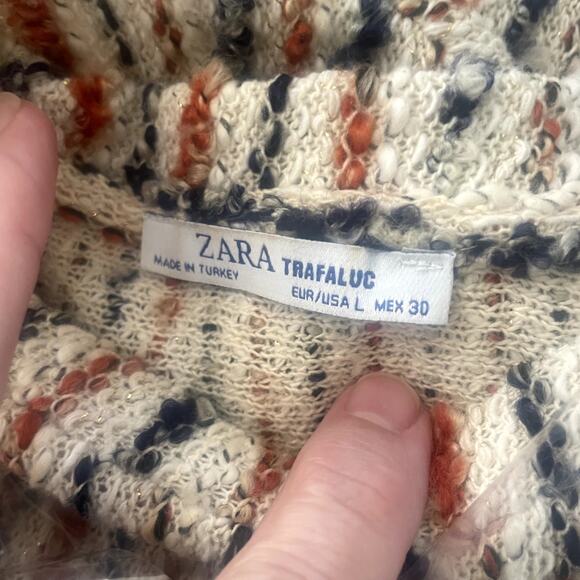 ZARA TRAFALUC
MADE IN TURKEY
EUR/USA L MEX 30